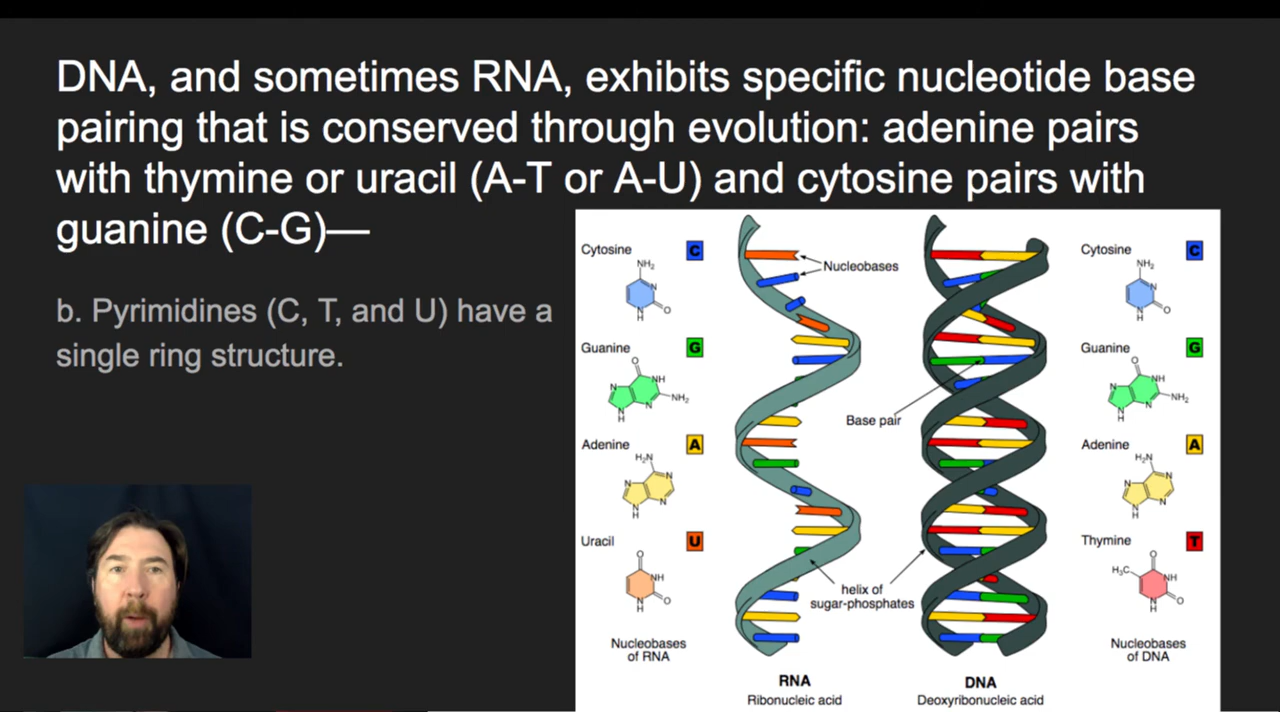 DNA, and sometimes RNA, exhibits specific nucleotide base
pairing that is conserved through evolution: adenine pairs
with thymine or uracil (A-T or A-U) and cytosine pairs with
guanine (C-G)—
b. Pyrimidines (C, T, and U) have a
single ring structure.
Cytosine
C
NH₂
N
O
N
H
Guanine
G
O
N
NH
N
H
N
NH₂
Adenine
A
H₂N
N
N
N
H
N
Uracil
U
O
NH
N
H
O
Nucleobases
of RNA
Nucleobases
Base pair
helix of
sugar-phosphates
RNA
Ribonucleic acid
DNA
Deoxyribonucleic acid
Cytosine
C
NH₂
N
O
N
H
Guanine
G
O
N
NH
N
H
N
NH₂
Adenine
A
H₂N
N
N
N
H
N
Thymine
T
O
H₃C
NH
N
H
O
Nucleobases
of DNA